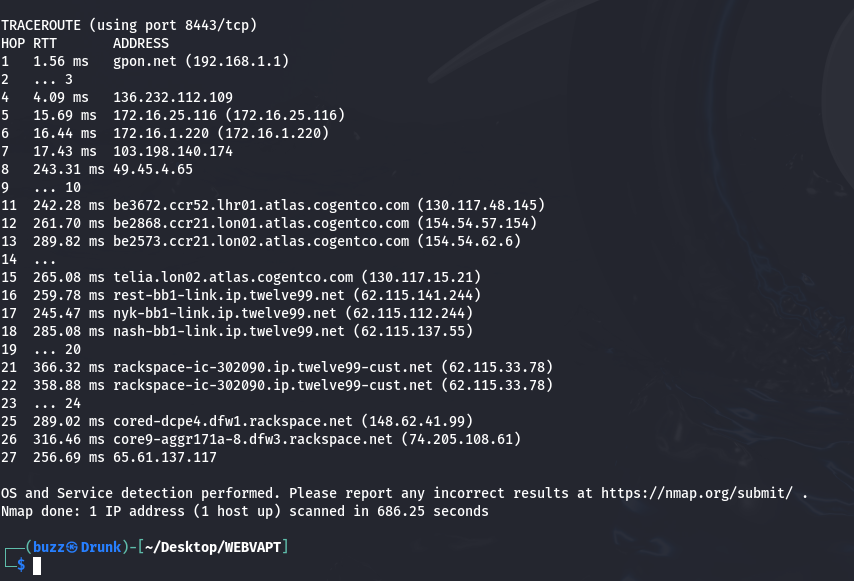 TRACEROUTE (using port 8443/tcp)
HOP RTT       ADDRESS
1   1.56 ms   gpon.net (192.168.1.1)
2   ... 3
4   4.09 ms   136.232.112.109
5   15.69 ms  172.16.25.116 (172.16.25.116)
6   16.44 ms  172.16.1.220 (172.16.1.220)
7   17.43 ms  103.198.140.174
8   243.31 ms 49.45.4.65
9   ... 10
11  242.28 ms be3672.ccr52.lhr01.atlas.cogentco.com (130.117.48.145)
12  261.70 ms be2868.ccr21.lon01.atlas.cogentco.com (154.54.57.154)
13  289.82 ms be2573.ccr21.lon02.atlas.cogentco.com (154.54.62.6)
14  ...
15  265.08 ms telia.lon02.atlas.cogentco.com (130.117.15.21)
16  259.78 ms rest-bb1-link.ip.twelve99.net (62.115.141.244)
17  245.47 ms nyk-bb1-link.ip.twelve99.net (62.115.112.244)
18  285.08 ms nash-bb1-link.ip.twelve99.net (62.115.137.55)
19  ... 20
21  366.32 ms rackspace-ic-302090.ip.twelve99-cust.net (62.115.33.78)
22  358.88 ms rackspace-ic-302090.ip.twelve99-cust.net (62.115.33.78)
23  ... 24
25  289.02 ms cored-dcpe4.dfw1.rackspace.net (148.62.41.99)
26  316.46 ms core9-aggr171a-8.dfw3.rackspace.net (74.205.108.61)
27  256.69 ms 65.61.137.117
OS and Service detection performed. Please report any incorrect results at https://nmap.org/submit/ .
Nmap done: 1 IP address (1 host up) scanned in 686.25 seconds
┌──(buzz㉿Drunk)-[~/Desktop/WEBVAPT]
└─$